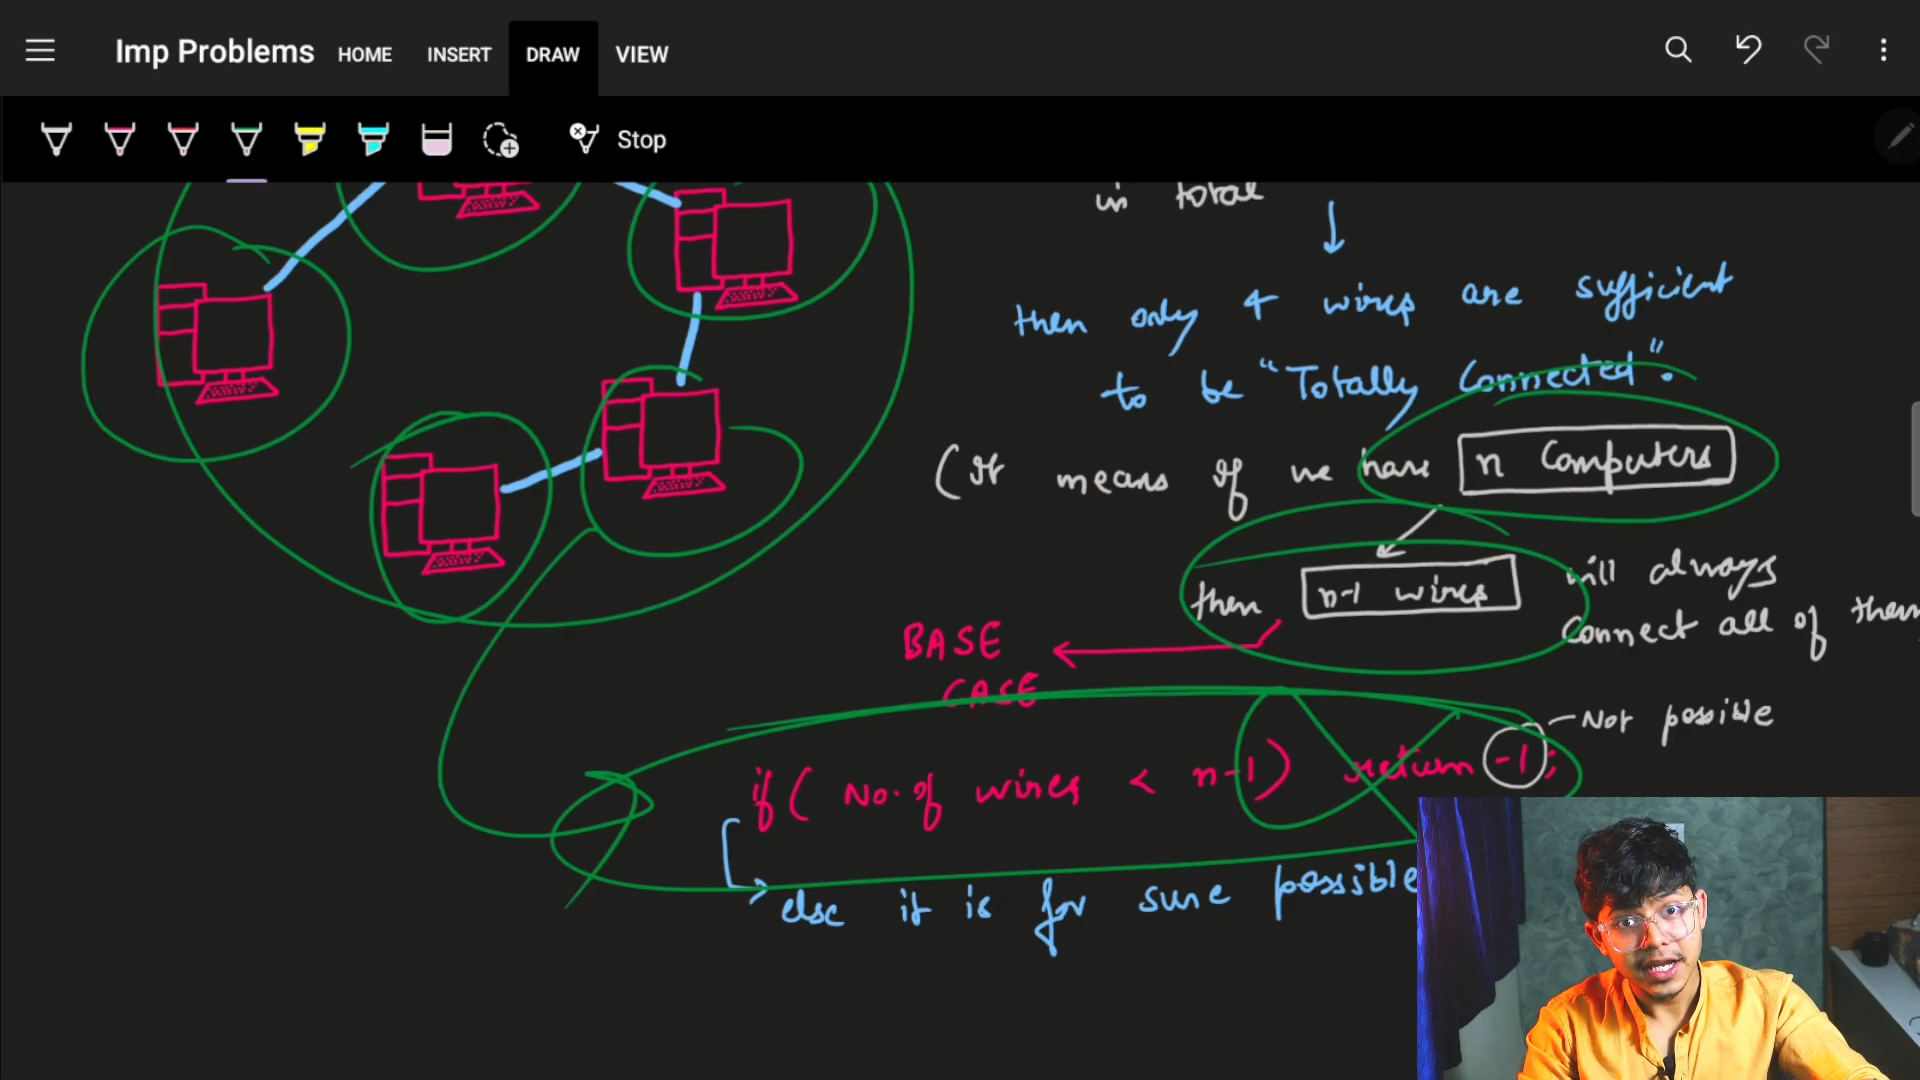 Imp Problems HOME INSERT DRAW VIEW
Stop
in total
then only 4 wires are sufficient
to be "Totally Connected".
(It means if we have n Computers
then n-1 wires will always
Connect all of them
BASE
CASE
Not possible
if ( No. of wires < n-1) return -1;
else it is for sure possible